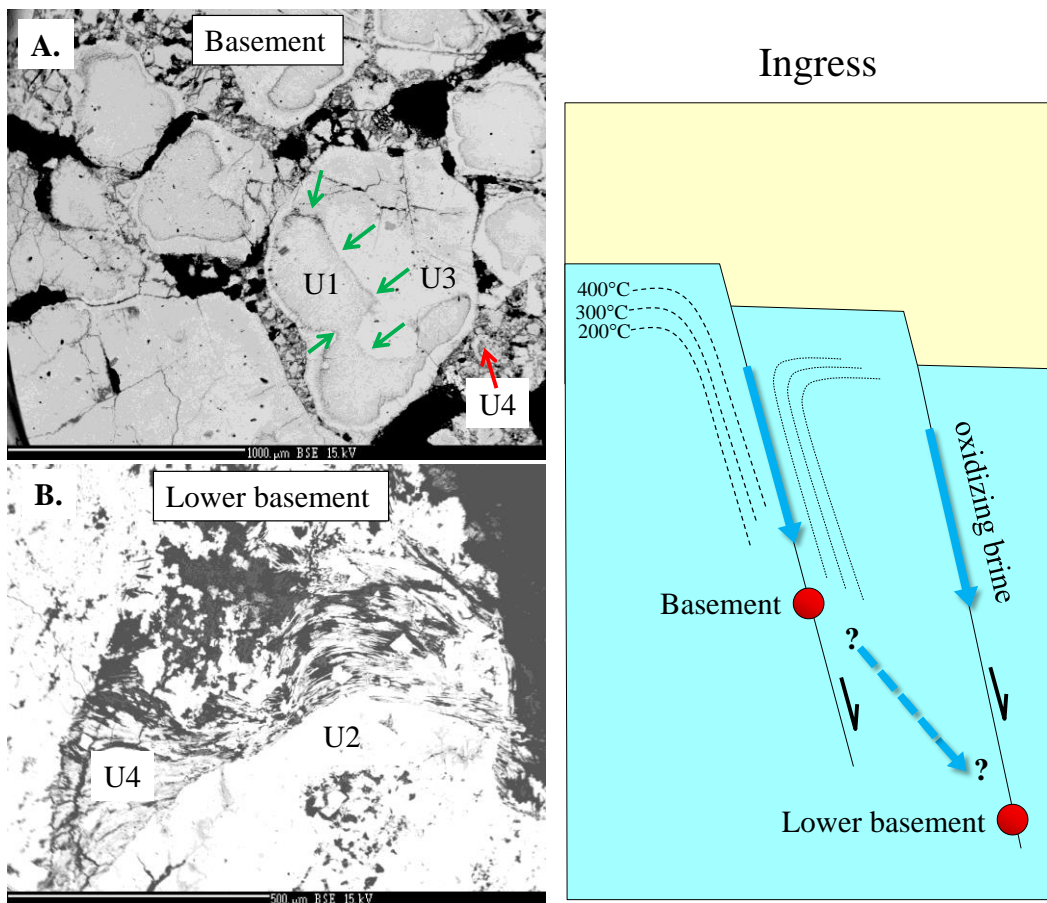 A.
Basement
U1
U3
U4
1000.µm BSE 15.kV
B.
Lower basement
U2
U4
500.µm BSE 15.kV
Ingress
400°C
300°C
200°C
oxidizing brine
Basement
?
?
Lower basement